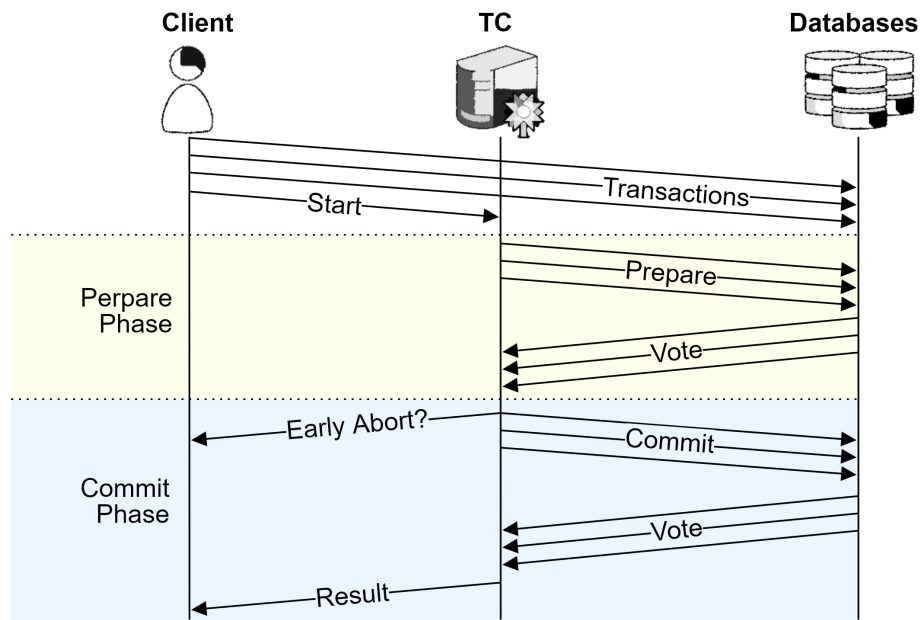 Client
TC
Databases
Transactions
Start
Prepare
Perpare
Phase
Vote
Early Abort?
Commit
Commit
Phase
Vote
Result